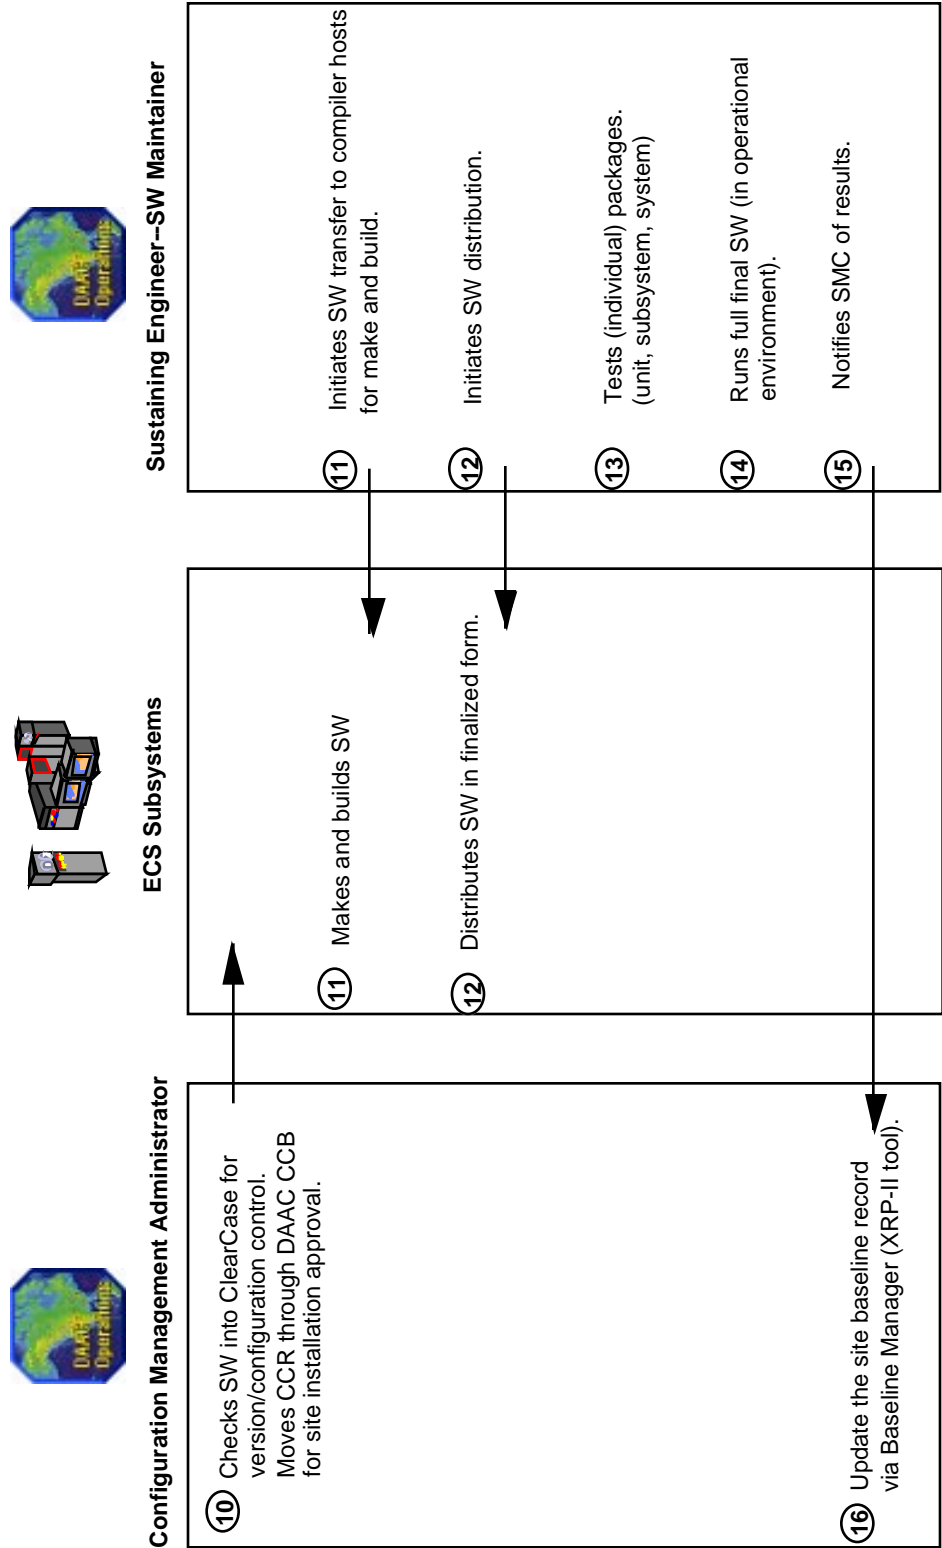 DAAC
Operations
Configuration Management Administrator
10 Checks SW into ClearCase for
version/configuration control.
Moves CCR through DAAC CCB
for site installation approval.
16 Update the site baseline record
via Baseline Manager (XRP-II tool).
ECS Subsystems
11 Makes and builds SW
12 Distributes SW in finalized form.
DAAC
Operations
Sustaining Engineer–SW Maintainer
11 Initiates SW transfer to compiler hosts
for make and build.
12 Initiates SW distribution.
13 Tests (individual) packages.
(unit, subsystem, system)
14 Runs full final SW (in operational
environment).
15 Notifies SMC of results.